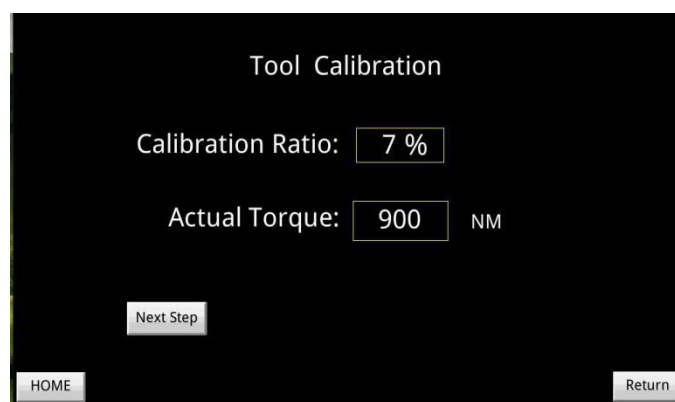 Tool Calibration
Calibration Ratio: 7 %
Actual Torque: 900 NM
Next Step
HOME
Return